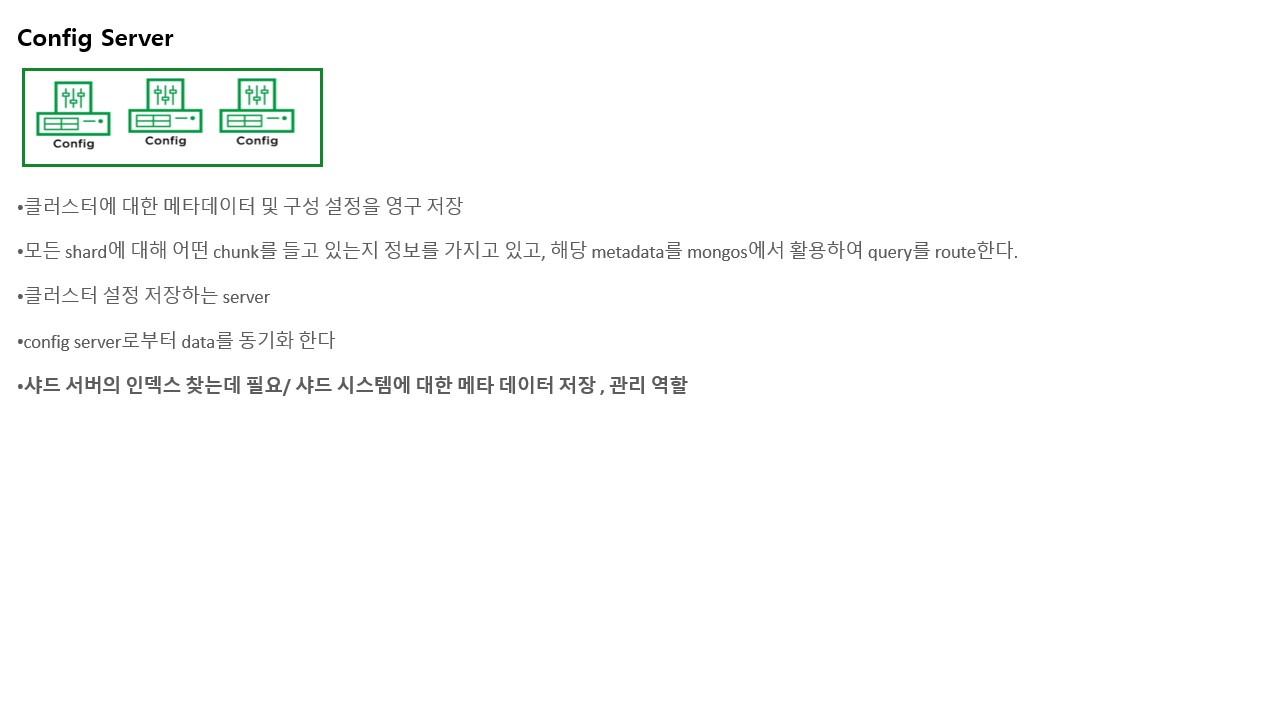 Config Server
Config Config Config
•클러스터에 대한 메타데이터 및 구성 설정을 영구 저장
•모든 shard에 대해 어떤 chunk를 들고 있는지 정보를 가지고 있고, 해당 metadata를 mongos에서 활용하여 query를 route한다.
•클러스터 설정 저장하는 server
•config server로부터 data를 동기화 한다
•샤드 서버의 인덱스 찾는데 필요/ 샤드 시스템에 대한 메타 데이터 저장 , 관리 역할